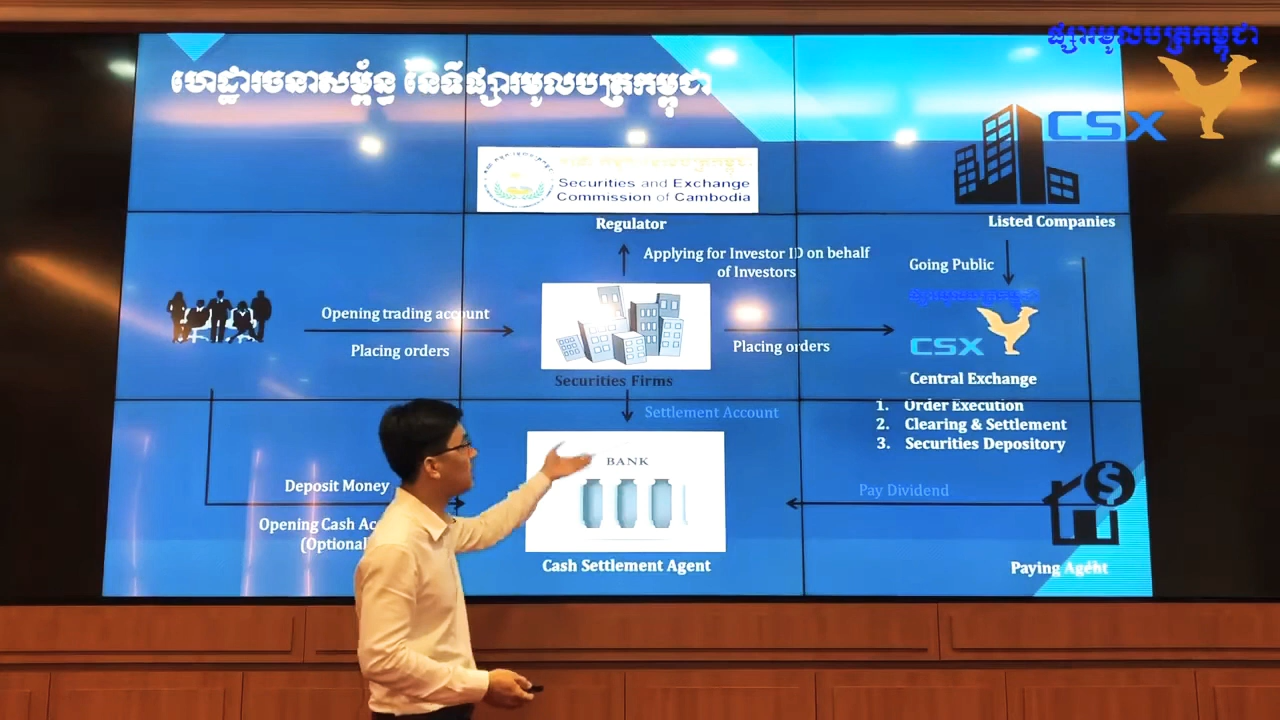 ផ្សារមូលបត្រកម្ពុជា
ហេដ្ឋារចនាសម្ព័ន្ធ នៃទីផ្សារមូលបត្រកម្ពុជា
CSX
Securities and Exchange
Commission of Cambodia
Regulator
Listed Companies
Applying for Investor ID on behalf
of Investors
Going Public
Opening trading account
Placing orders
Placing orders
CSX
Securities Firms
Central Exchange
Settlement Account
1. Order Execution
2. Clearing & Settlement
3. Securities Depository
BANK
Deposit Money
Pay Dividend
Opening Cash
(Optional
Cash Settlement Agent
Paying Agent